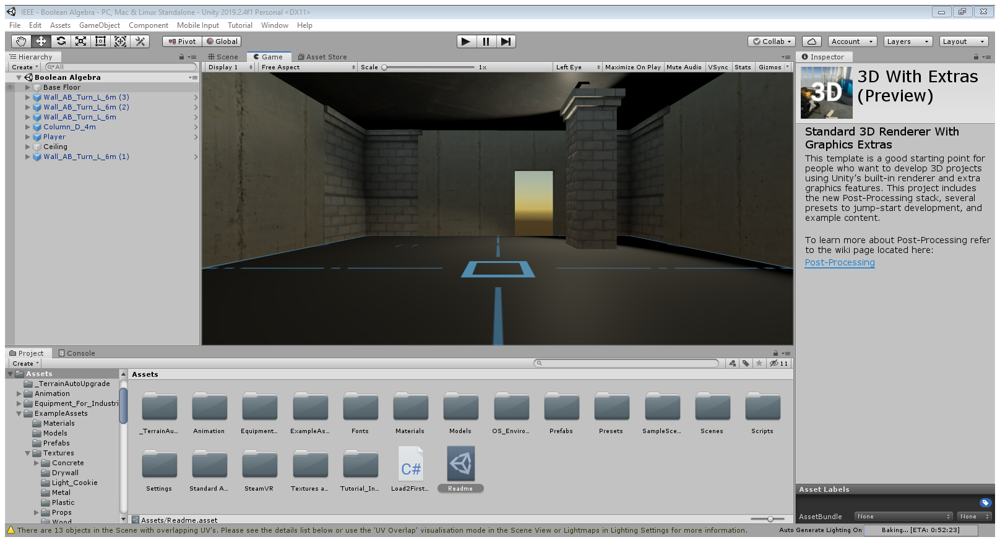 IEEE - Boolean Algebra - PC, Mac & Linux Standalone - Unity 2019.2.4f1 Personal <DX11>
File Edit Assets GameObject Component Mobile Input Tutorial Window Help
Pivot Global Collab Account Layers Layout
Hierarchy
Create All
Boolean Algebra
Base Floor
Wall_AB_Turn_L_6m (3)
Wall_AB_Turn_L_6m (2)
Wall_AB_Turn_L_6m
Column_D_4m
Player
Ceiling
Wall_AB_Turn_L_6m (1)
Scene Game Asset Store
Display 1 Free Aspect Scale 1x Left Eye Maximize On Play Mute Audio VSync Stats Gizmos
Inspector
3D
3D With Extras
(Preview)
Standard 3D Renderer With
Graphics Extras
This template is a good starting point for
people who want to develop 3D projects
using Unity's built-in renderer and extra
graphics features. This project includes
the new Post-Processing stack, several
presets to jump-start development, and
example content.
To learn more about Post-Processing refer
to the wiki page located here:
Post-Processing
Project Console
Create 11
Assets
_TerrainAutoUpgrade
Animation
Equipment_For_Industri
ExampleAssets
Materials
Models
Prefabs
Textures
Concrete
Drywall
Light_Cookie
Metal
Plastic
Props
Wood
Assets
_TerrainAu... Animation Equipment... ExampleAs... Fonts Materials Models OS_Enviro... Prefabs Presets SampleSce... Scenes Scripts
C#
Settings Standard A... SteamVR Textures a... Tutorial_In... Load2First... Readme
Assets/Readme.asset
Asset Labels
AssetBundle None None
There are 13 objects in the Scene with overlapping UV's. Please see the details list below or use the 'UV Overlap' visualisation mode in the Scene View or Lightmaps in Lighting Settings for more information.
Auto Generate Lighting On Baking... [ETA: 0:52:23]